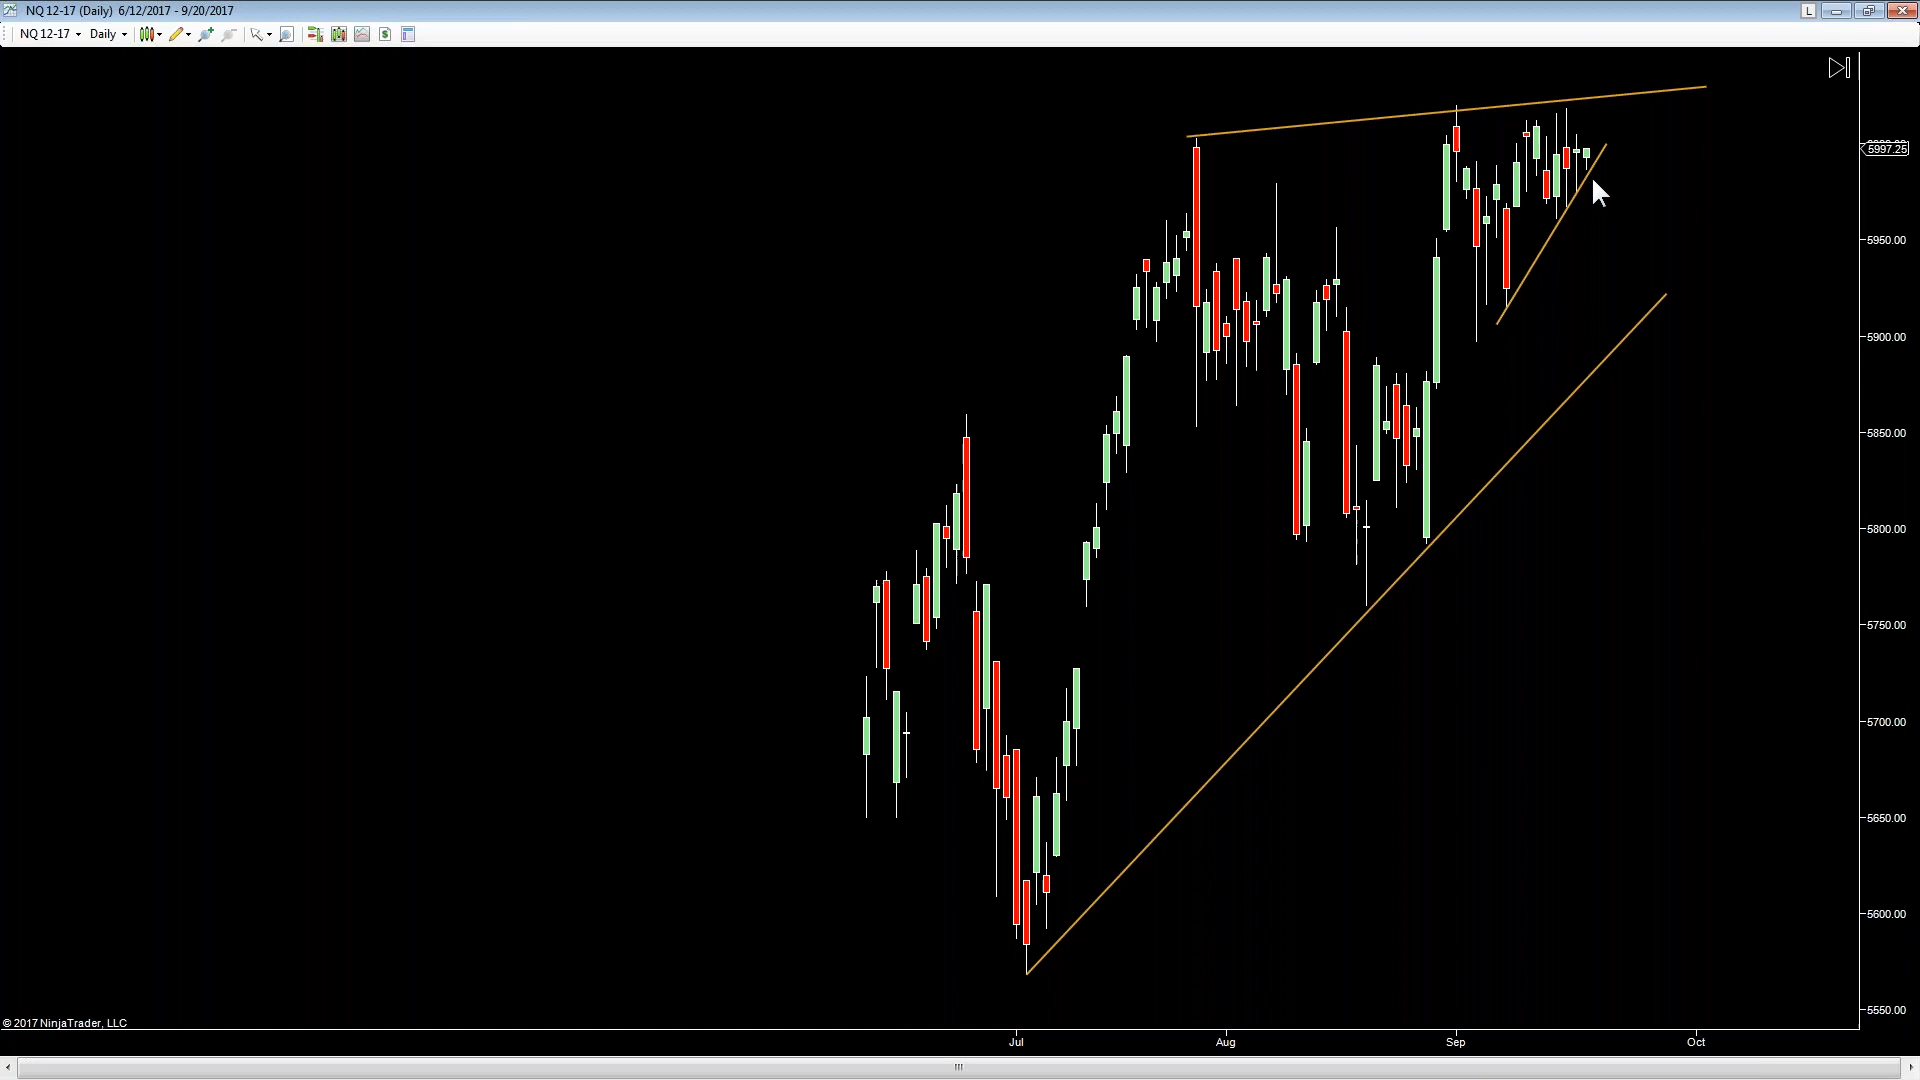 NQ 12-17 (Daily) 6/12/2017 - 9/20/2017
L
NQ 12-17 Daily
5997.25
5950.00
5900.00
5850.00
5800.00
5750.00
5700.00
5650.00
5600.00
5550.00
© 2017 NinjaTrader, LLC
Jul Aug Sep Oct